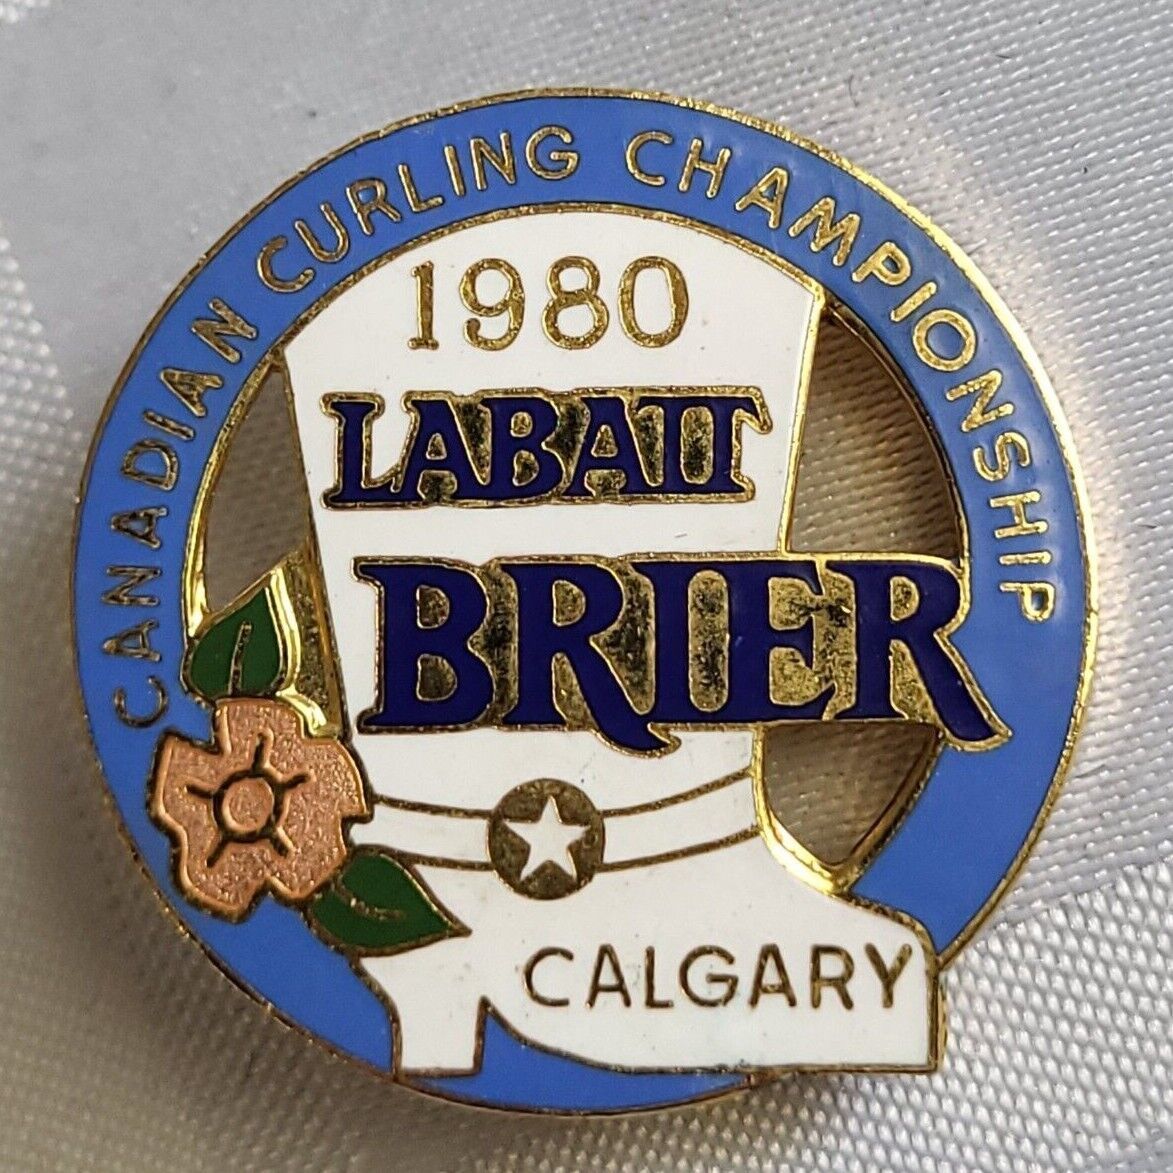 CANADIAN CURLING CHAMPIONSHIP
1980
LABATT
BRIER
CALGARY